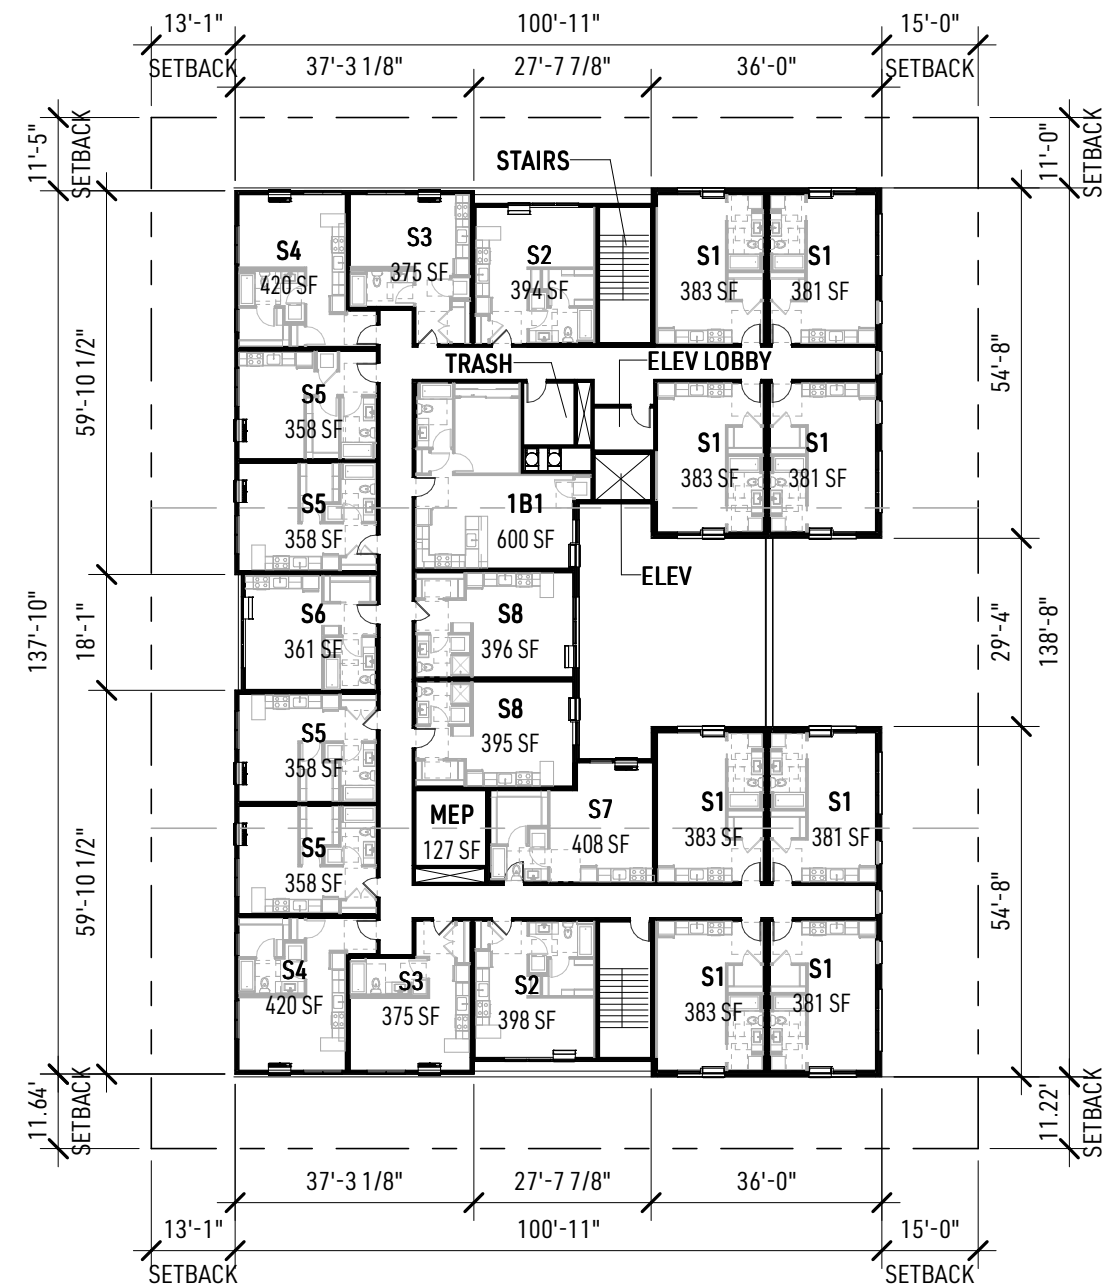 13'-1"
100'-11"
15'-0"
SETBACK
37'-3 1/8"
27'-7 7/8"
36'-0"
SETBACK
11'-5"
SETBACK
11'-0"
SETBACK
STAIRS
S4
420 SF
S3
375 SF
S2
394 SF
S1
383 SF
S1
381 SF
TRASH
ELEV LOBBY
59'-10 1/2"
54'-8"
S5
358 SF
S1
383 SF
S1
381 SF
S5
358 SF
1B1
600 SF
ELEV
137'-10"
18'-1"
S6
361 SF
S8
396 SF
29'-4"
138'-8"
S5
358 SF
S8
395 SF
S5
358 SF
MEP
127 SF
S7
408 SF
S1
383 SF
S1
381 SF
59'-10 1/2"
54'-8"
S4
420 SF
S3
375 SF
S2
398 SF
S1
383 SF
S1
381 SF
11.64'
SETBACK
11.22'
SETBACK
37'-3 1/8"
27'-7 7/8"
36'-0"
13'-1"
100'-11"
15'-0"
SETBACK
SETBACK